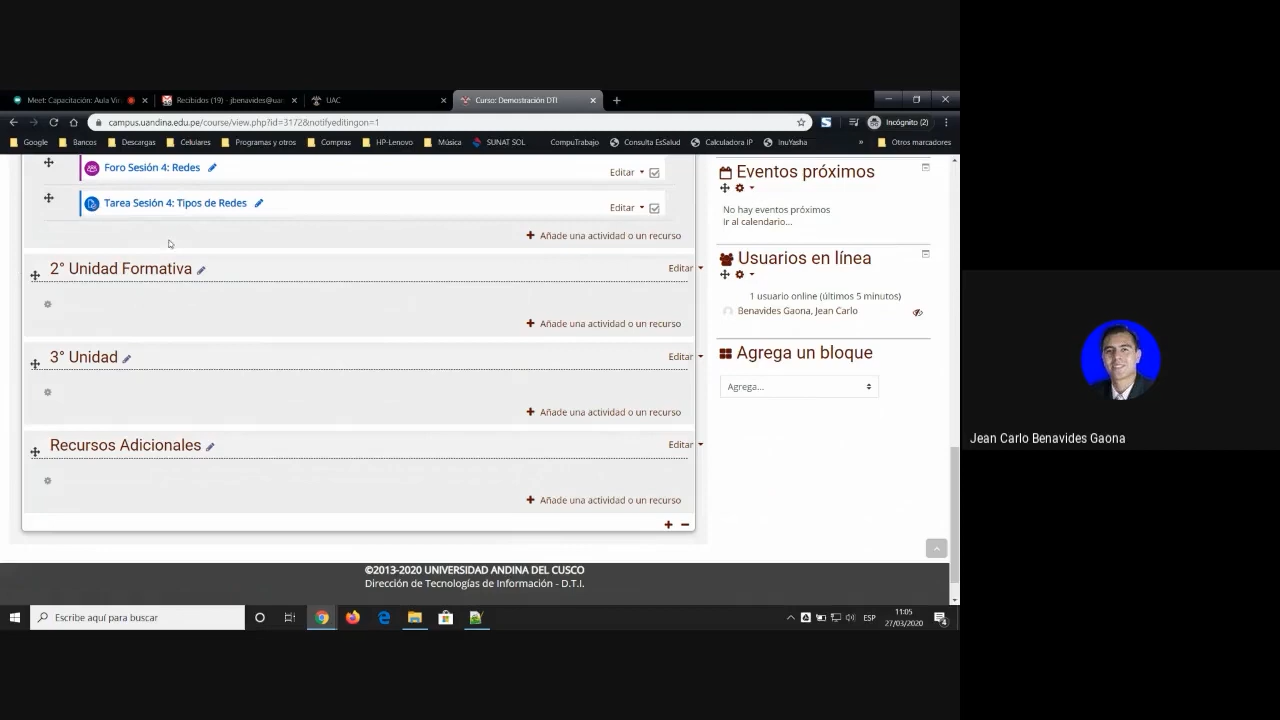 Meet: Capacitación: Aula Vir
Recibidos (19) - jbenavides@uan
UAC
Curso: Demostración DTI
campus.uandina.edu.pe/course/view.php?id=3172&notifyeditingon=1
Incógnito (2)
Google
Bancos
Descargas
Celulares
Programas y otros
Compras
HP-Lenovo
Música
SUNAT SOL
CompuTrabajo
Consulta EsSalud
Calculadora IP
InuYasha
»
Otros marcadores
Foro Sesión 4: Redes
Editar
Tarea Sesión 4: Tipos de Redes
Editar
Añade una actividad o un recurso
2° Unidad Formativa
Editar
Añade una actividad o un recurso
3° Unidad
Editar
Añade una actividad o un recurso
Recursos Adicionales
Editar
Añade una actividad o un recurso
Eventos próximos
No hay eventos próximos
Ir al calendario...
Usuarios en línea
1 usuario online (últimos 5 minutos)
Benavides Gaona, Jean Carlo
Agrega un bloque
Agrega...
©2013-2020 UNIVERSIDAD ANDINA DEL CUSCO
Dirección de Tecnologías de Información - D.T.I.
Escribe aquí para buscar
ESP
11:05
27/03/2020
4
Jean Carlo Benavides Gaona